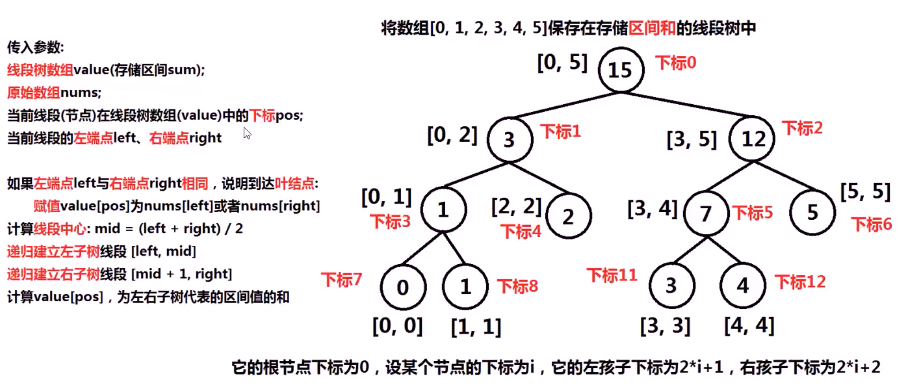 将数组[0, 1, 2, 3, 4, 5]保存在存储区间和的线段树中
传入参数:
线段树数组value(存储区间sum);
原始数组nums;
当前线段(节点)在线段树数组(value)中的下标pos;
当前线段的左端点left、右端点right
如果左端点left与右端点right相同，说明到达叶结点:
赋值value[pos]为nums[left]或者nums[right]
计算线段中心: mid = (left + right) / 2
递归建立左子树线段 [left, mid]
递归建立右子树线段 [mid + 1, right]
计算value[pos]，为左右子树代表的区间值的和
[0, 5] 15 下标0
[0, 2] 3 下标1 [3, 5] 12 下标2
[0, 1] 1 下标3 [2, 2] 2 下标4 [3, 4] 7 下标5 5 [5, 5] 下标6
下标7 0 1 下标8 下标11 3 4 下标12
[0, 0] [1, 1] [3, 3] [4, 4]
它的根节点下标为0，设某个节点的下标为i，它的左孩子下标为2*i+1，右孩子下标为2*i+2